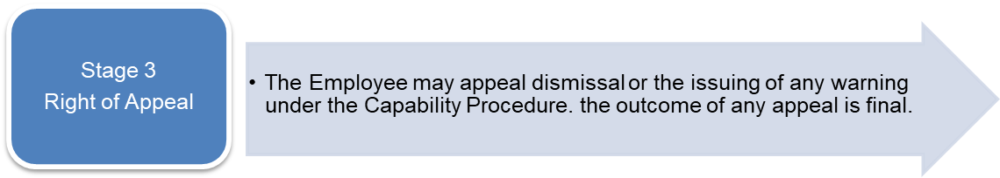 Stage 3
Right of Appeal
• The Employee may appeal dismissal or the issuing of any warning
under the Capability Procedure. the outcome of any appeal is final.